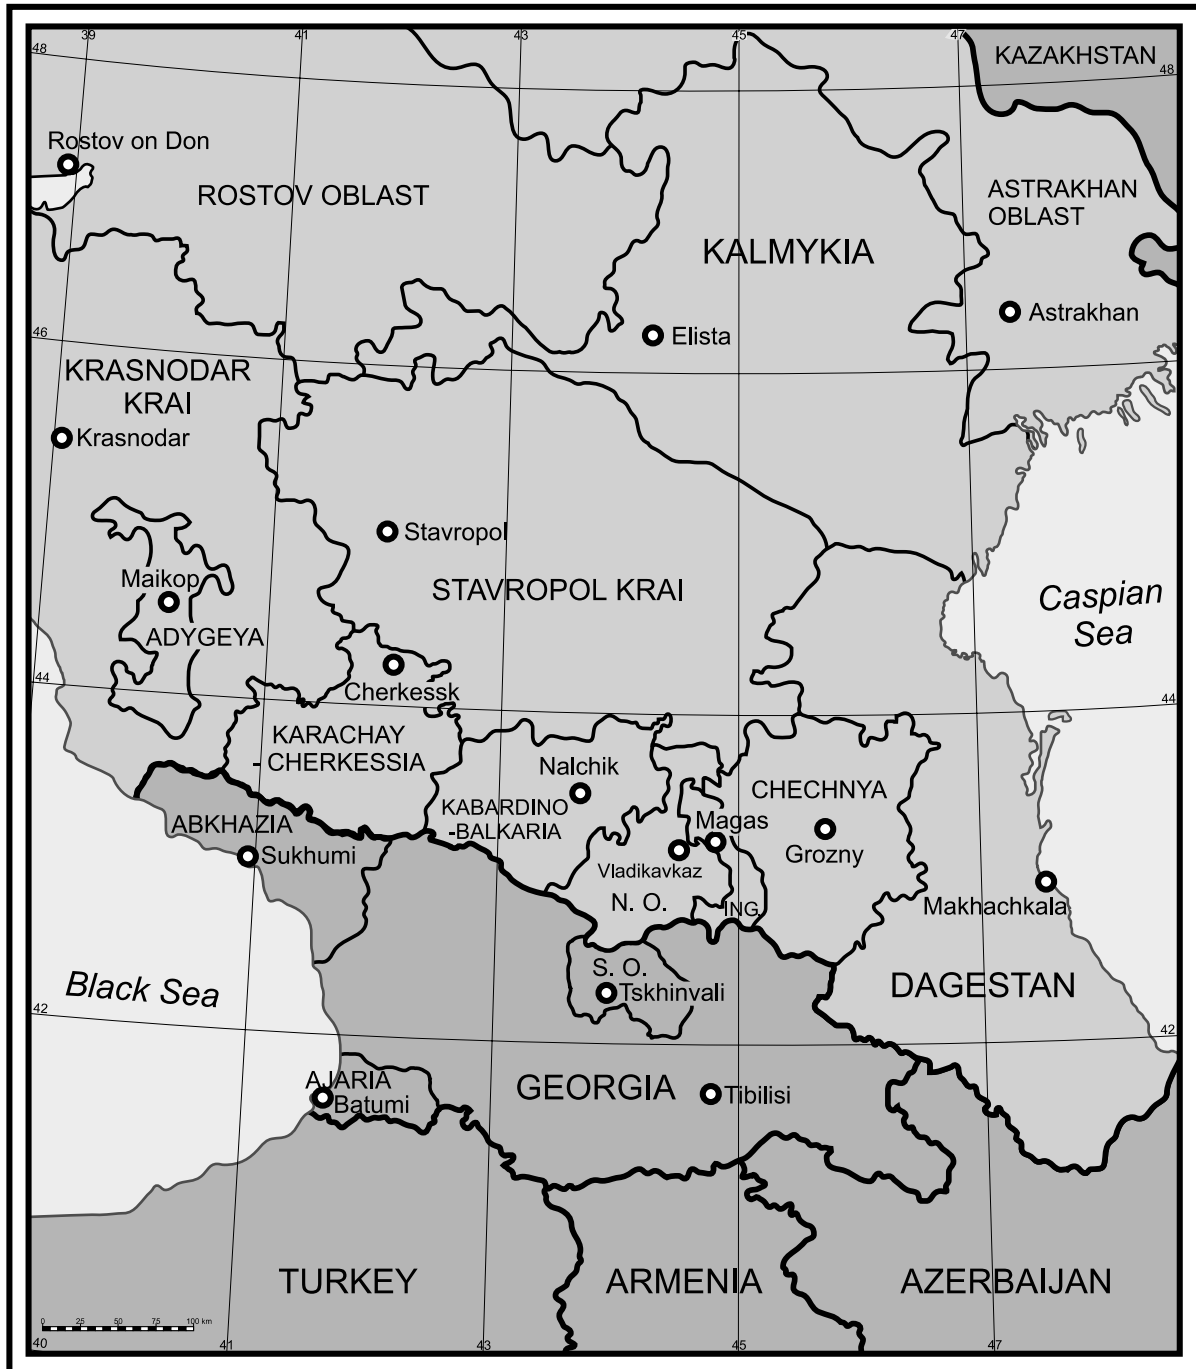 39
41
43
45
47
48
KAZAKHSTAN
48
Rostov on Don
ROSTOV OBLAST
ASTRAKHAN
OBLAST
KALMYKIA
Astrakhan
Elista
46
KRASNODAR
KRAI
Krasnodar
Stavropol
Maikop
STAVROPOL KRAI
Caspian
Sea
ADYGEYA
Cherkessk
44
44
KARACHAY
- CHERKESSIA
Nalchik
CHECHNYA
KABARDINO
-BALKARIA
Magas
ABKHAZIA
Sukhumi
Grozny
Vladikavkaz
N. O.
ING.
Makhachkala
S. O.
Tskhinvali
DAGESTAN
Black Sea
42
42
AJARIA
Batumi
GEORGIA
Tibilisi
TURKEY
ARMENIA
AZERBAIJAN
0 25 50 75 100 km
40
41
43
45
47